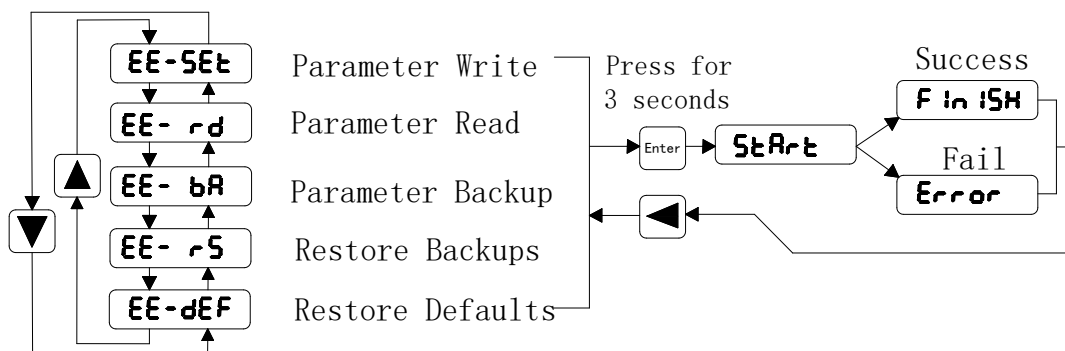 EE-SEt
Parameter Write
EE- rd
Parameter Read
EE- bA
Parameter Backup
EE- rS
Restore Backups
EE-dEF
Restore Defaults
Press for
3 seconds
Enter
StArt
Success
FInISH
Fail
Error